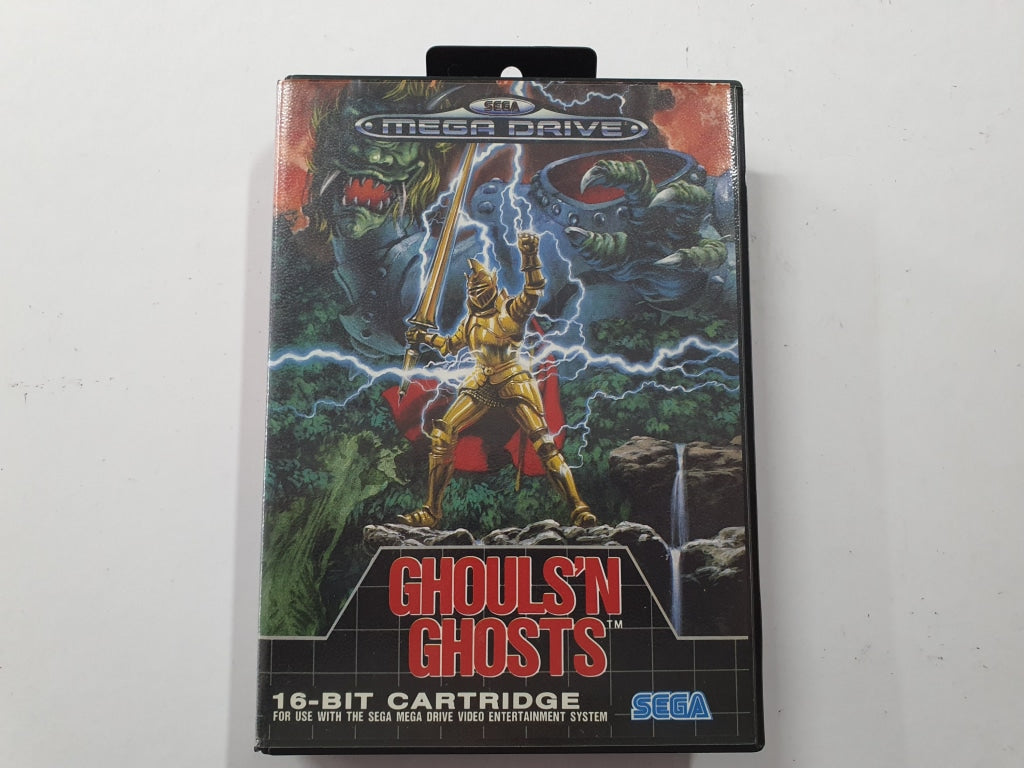 SEGA
MEGA DRIVE
GHOULS'N
GHOSTS™
16-BIT CARTRIDGE
FOR USE WITH THE SEGA MEGA DRIVE VIDEO ENTERTAINMENT SYSTEM
SEGA